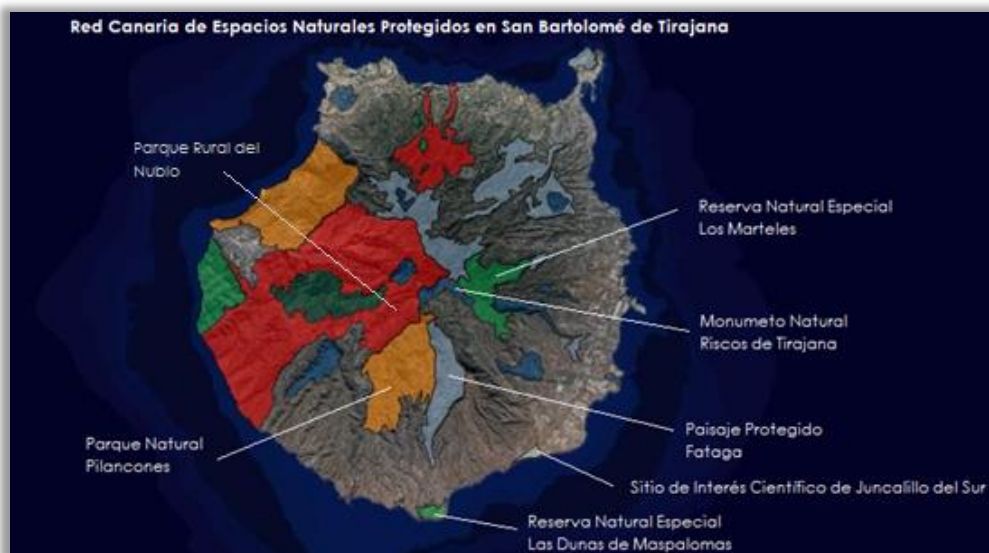 Red Canaria de Espacios Naturales Protegidos en San Bartolomé de Tirajana
Parque Rural del
Nublo
Reserva Natural Especial
Los Marteles
Monumeto Natural
Riscos de Tirajana
Parque Natural
Pilancones
Paisaje Protegido
Fataga
Sitio de Interés Científico de Juncalillo del Sur
Reserva Natural Especial
Las Dunas de Maspalomas